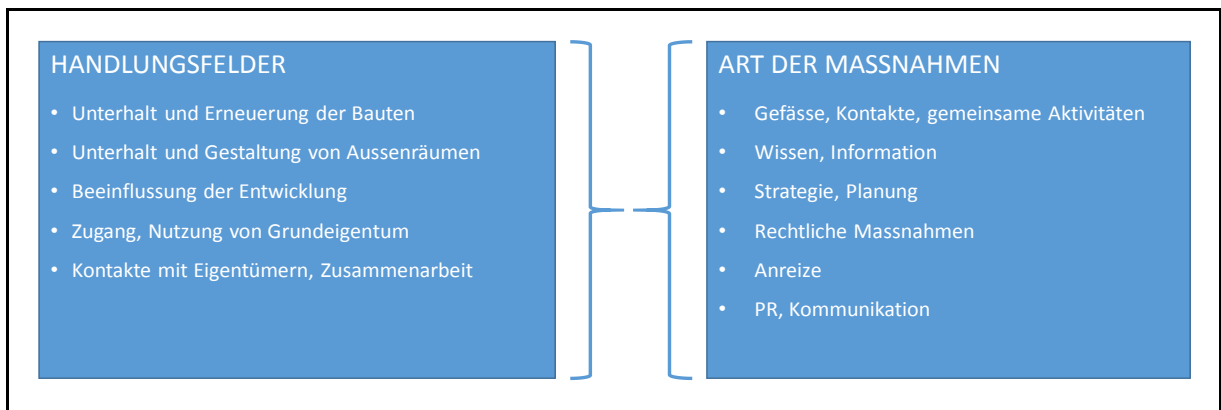 HANDLUNGSFELDER
• Unterhalt und Erneuerung der Bauten
• Unterhalt und Gestaltung von Aussenräumen
• Beeinflussung der Entwicklung
• Zugang, Nutzung von Grundeigentum
• Kontakte mit Eigentümern, Zusammenarbeit
ART DER MASSNAHMEN
• Gefässe, Kontakte, gemeinsame Aktivitäten
• Wissen, Information
• Strategie, Planung
• Rechtliche Massnahmen
• Anreize
• PR, Kommunikation